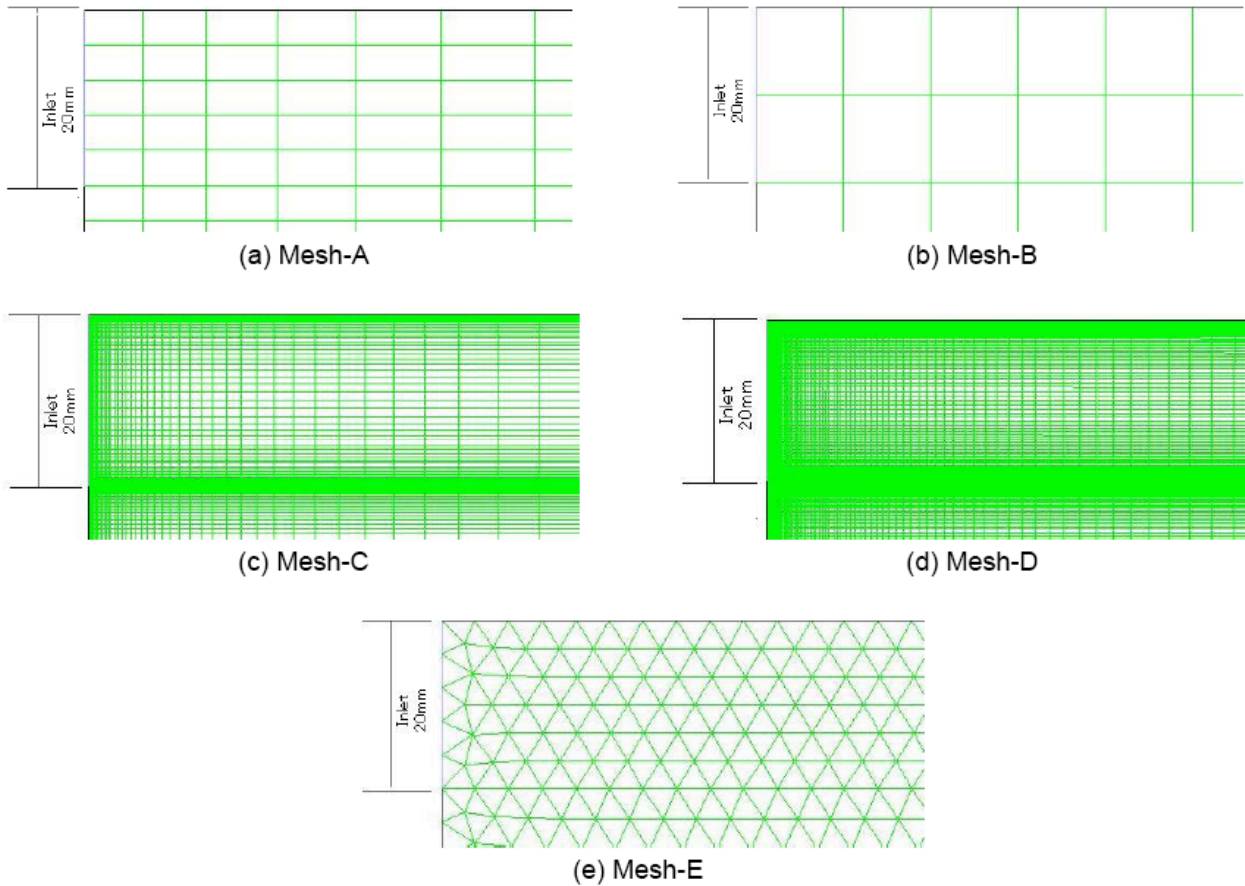 Inlet
20mm
(a) Mesh-A
Inlet
20mm
(b) Mesh-B
Inlet
20mm
(c) Mesh-C
Inlet
20mm
(d) Mesh-D
Inlet
20mm
(e) Mesh-E